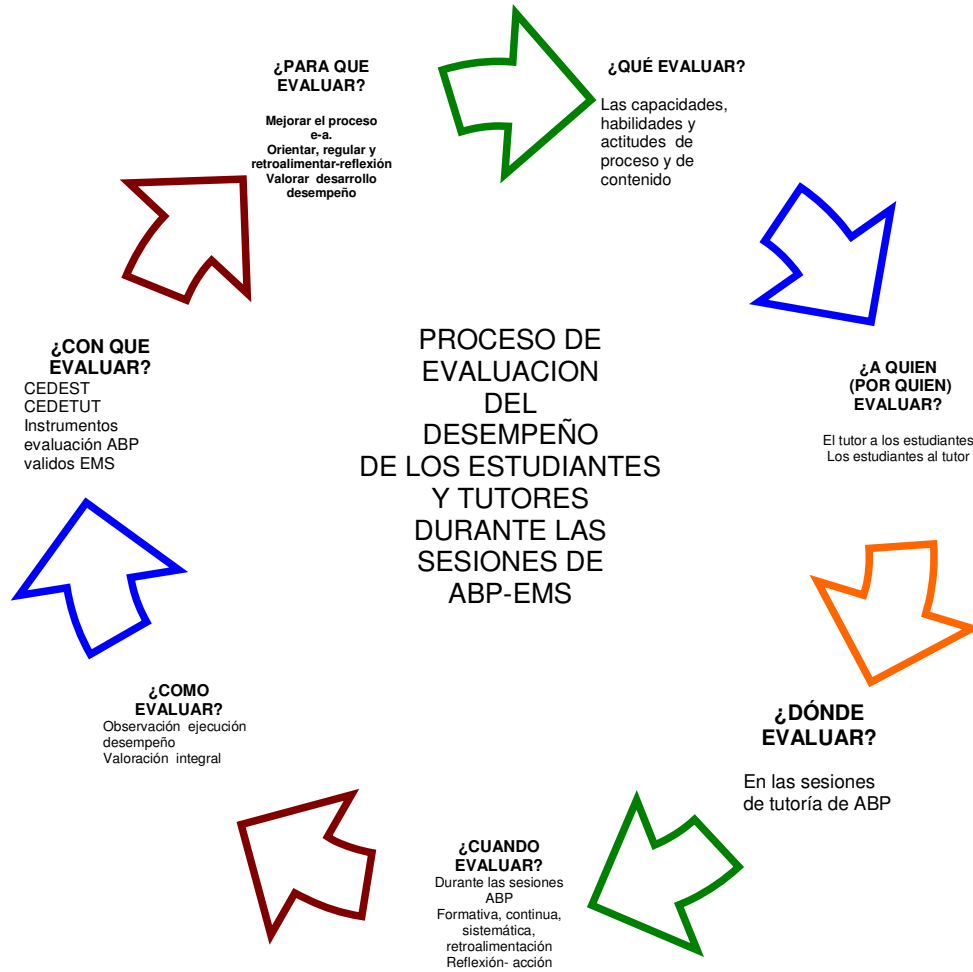 ¿PARA QUE
EVALUAR?
Mejorar el proceso
e-a.
Orientar, regular y
retroalimentar-reflexión
Valorar desarrollo
desempeño
¿QUÉ EVALUAR?
Las capacidades,
habilidades y
actitudes de
proceso y de
contenido
¿A QUIEN
(POR QUIEN)
EVALUAR?
El tutor a los estudiantes
Los estudiantes al tutor
¿DÓNDE
EVALUAR?
En las sesiones
de tutoría de ABP
¿CUANDO
EVALUAR?
Durante las sesiones
ABP
Formativa, continua,
sistemática,
retroalimentación
Reflexión- acción
¿COMO
EVALUAR?
Observación ejecución
desempeño
Valoración integral
¿CON QUE
EVALUAR?
CEDEST
CEDETUT
Instrumentos
evaluación ABP
validos EMS
PROCESO DE
EVALUACION
DEL
DESEMPEÑO
DE LOS ESTUDIANTES
Y TUTORES
DURANTE LAS
SESIONES DE
ABP-EMS